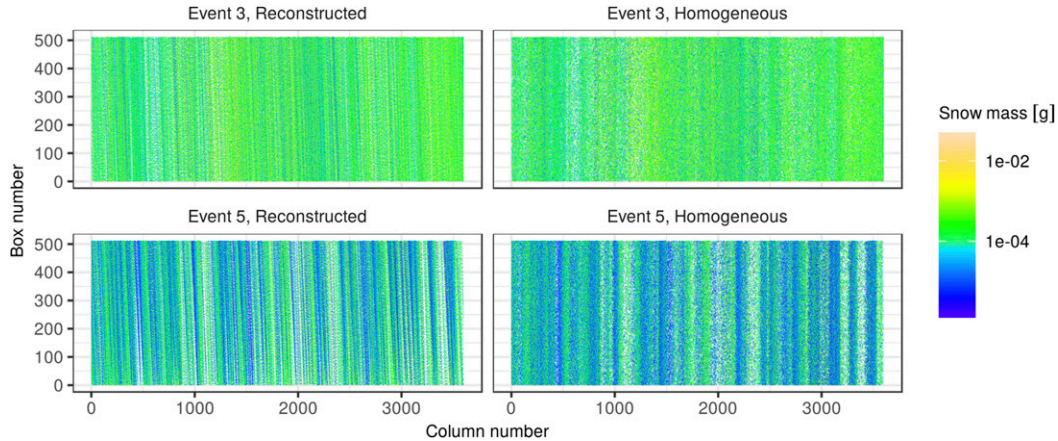 Event 3, Reconstructed
Event 3, Homogeneous
500
400
300
200
100
0
Event 5, Reconstructed
Event 5, Homogeneous
500
400
300
200
100
0
0 1000 2000 3000
0 1000 2000 3000
Column number
Box number
Snow mass [g]
1e-02
1e-04